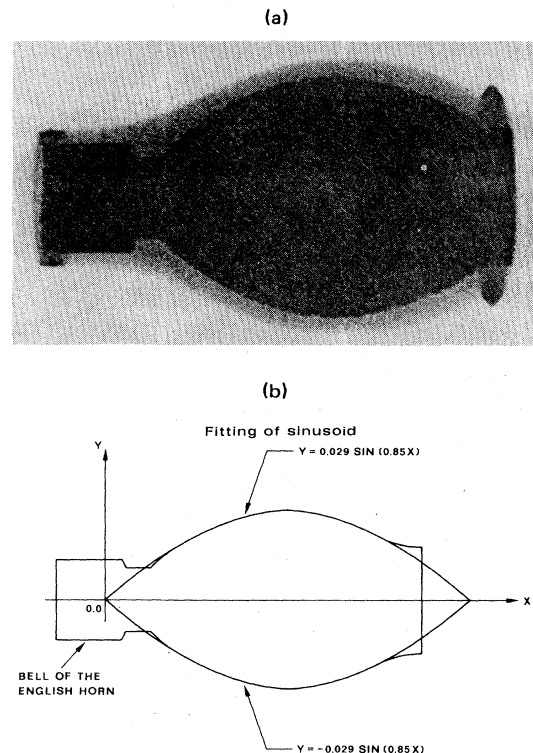 (a)
(b)
Fitting of sinusoid
Y = 0.029 SIN (0.85X)
Y
X
0.0
BELL OF THE
ENGLISH HORN
Y = -0.029 SIN (0.85X)